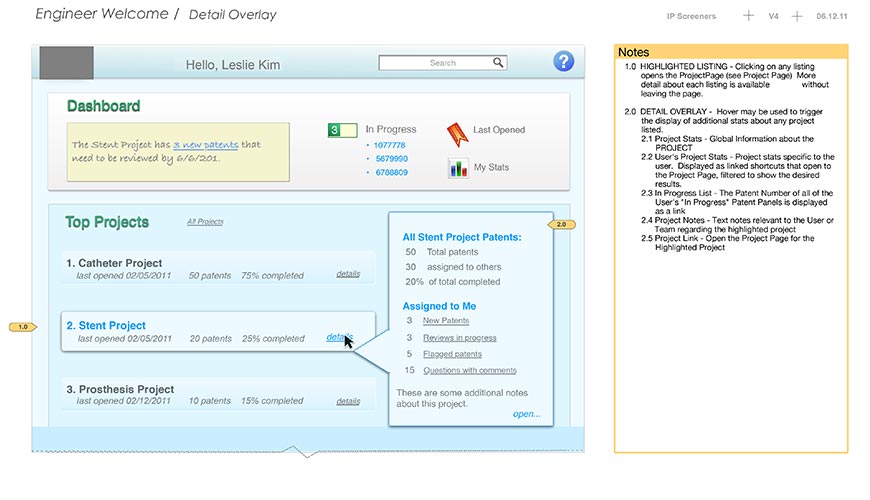 Engineer Welcome / Detail Overlay
IP Screeners + V4 + 06.12.11
Hello, Leslie Kim
Search
?
Dashboard
The Stent Project has 3 new patents that
need to be reviewed by 6/6/201.
3 In Progress
• 1077778
• 5679990
• 6788809
Last Opened
My Stats
Top Projects
All Projects
1. Catheter Project
last opened 02/05/2011 50 patents 75% completed details
1.0
2. Stent Project
last opened 02/05/2011 20 patents 25% completed details
3. Prosthesis Project
last opened 02/12/2011 10 patents 15% completed details
2.0
All Stent Project Patents:
50 Total patents
30 assigned to others
20% of total completed
Assigned to Me
3 New Patents
3 Reviews in progress
5 Flagged patents
15 Questions with comments
These are some additional notes
about this project.
open...
Notes
1.0 HIGHLIGHTED LISTING - Clicking on any listing
opens the ProjectPage (see Project Page) More
detail about each listing is available without
leaving the page.
2.0 DETAIL OVERLAY - Hover may be used to trigger
the display of additional stats about any project
listed.
2.1 Project Stats - Global Information about the
PROJECT
2.2 User's Project Stats - Project stats specific to the
user. Displayed as linked shortcuts that open to
the Project Page, filtered to show the desired
results.
2.3 In Progress List - The Patent Number of all of the
User's "In Progress" Patent Panels is displayed
as a link
2.4 Project Notes - Text notes relevant to the User or
Team regarding the highlighted project
2.5 Project Link - Open the Project Page for the
Highlighted Project